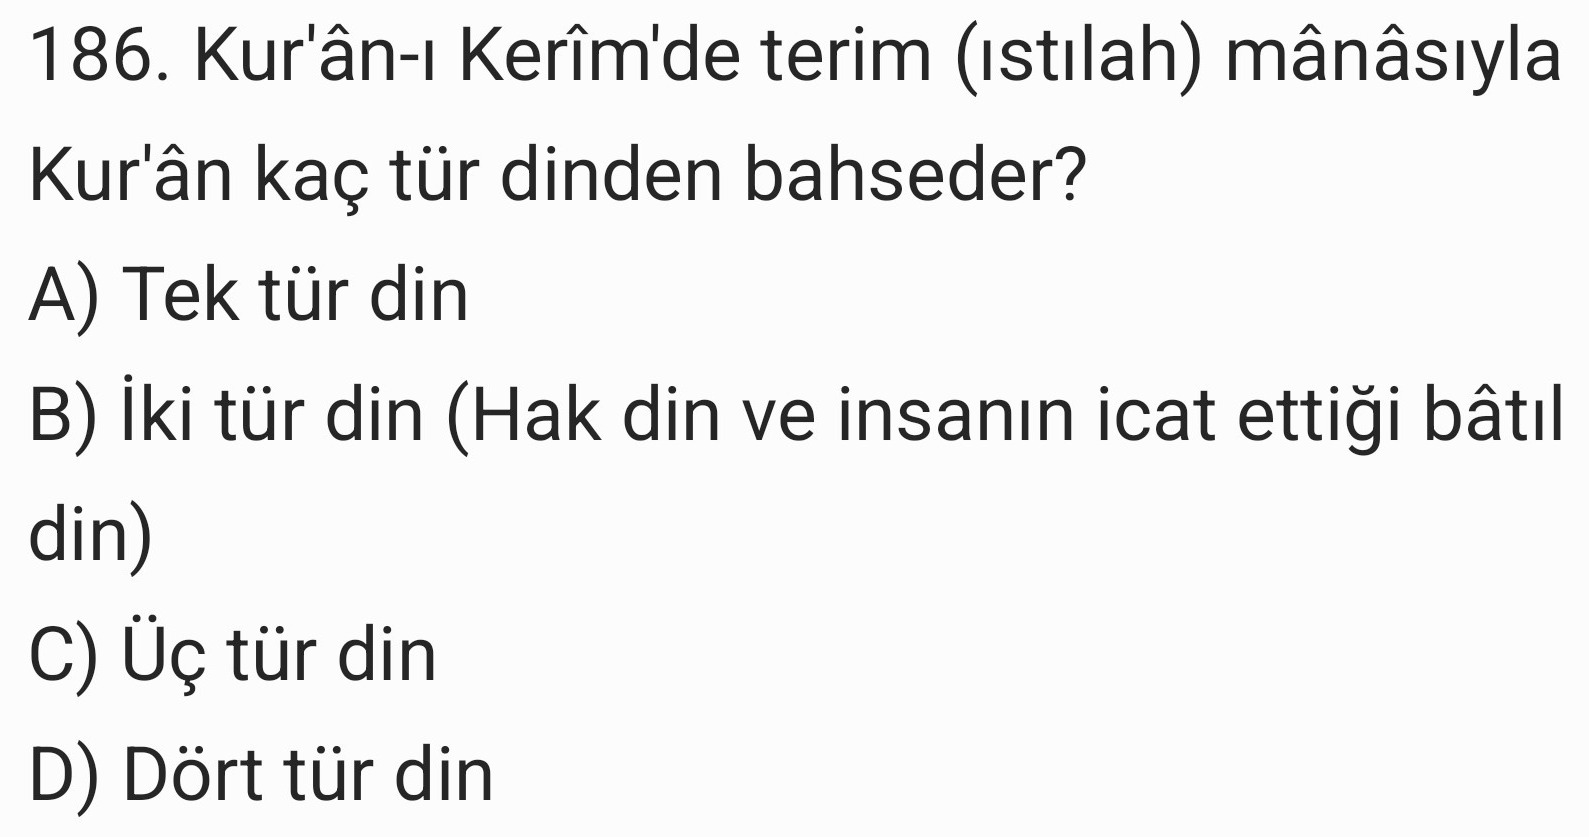 186. Kur'ân-ı Kerîm'de terim (ıstılah) mânâsıyla
Kur'ân kaç tür dinden bahseder?
A) Tek tür din
B) İki tür din (Hak din ve insanın icat ettiği bâtıl
din)
C) Üç tür din
D) Dört tür din